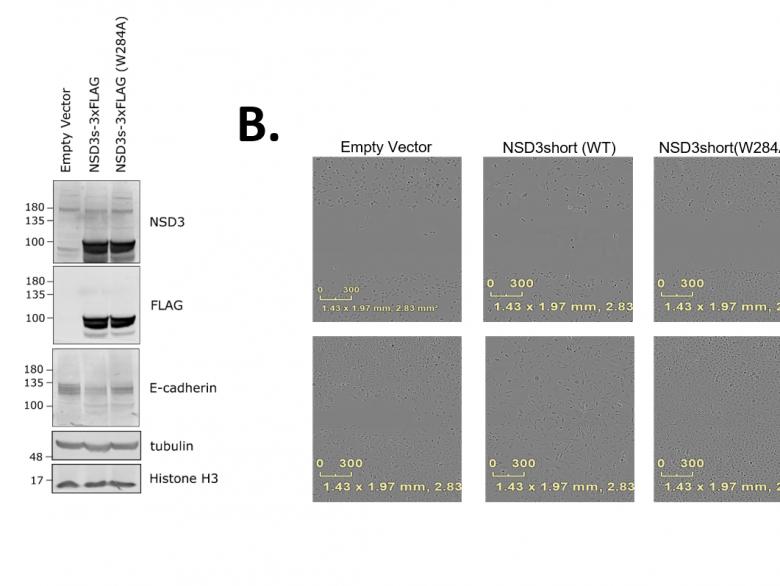 Empty Vector
NSD3s-3xFLAG
NSD3s-3xFLAG (W284A)
180
135
100
NSD3
180
135
100
FLAG
180
135
100
E-cadherin
48
tubulin
17
Histone H3
B.
Empty Vector
NSD3short (WT)
NSD3short(W284A
0 300
1.43 x 1.97 mm, 2.83 mm²
0 300
1.43 x 1.97 mm, 2.83
0 300
1.43 x 1.97 mm, 2
0 300
1.43 x 1.97 mm, 2.83
0 300
1.43 x 1.97 mm, 2.83
0 300
1.43 x 1.97 mm, 2